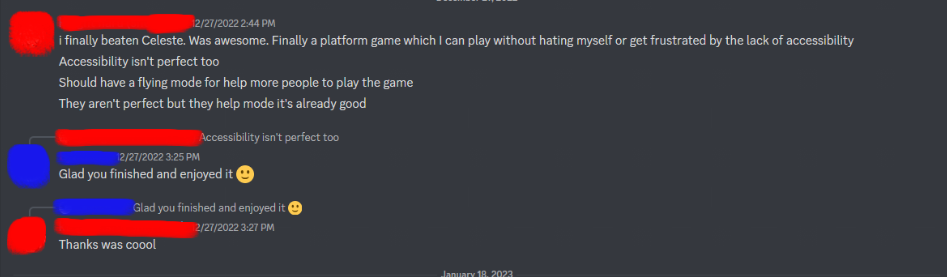 12/27/2022 2:44 PM
i finally beaten Celeste. Was awesome. Finally a platform game which I can play without hating myself or get frustrated by the lack of accessibility
Accessibility isn't perfect too
Should have a flying mode for help more people to play the game
They aren't perfect but they help mode it's already good
Accessibility isn't perfect too
12/27/2022 3:25 PM
Glad you finished and enjoyed it 🙂
Glad you finished and enjoyed it 🙂
12/27/2022 3:27 PM
Thanks was coool
January 18, 2023